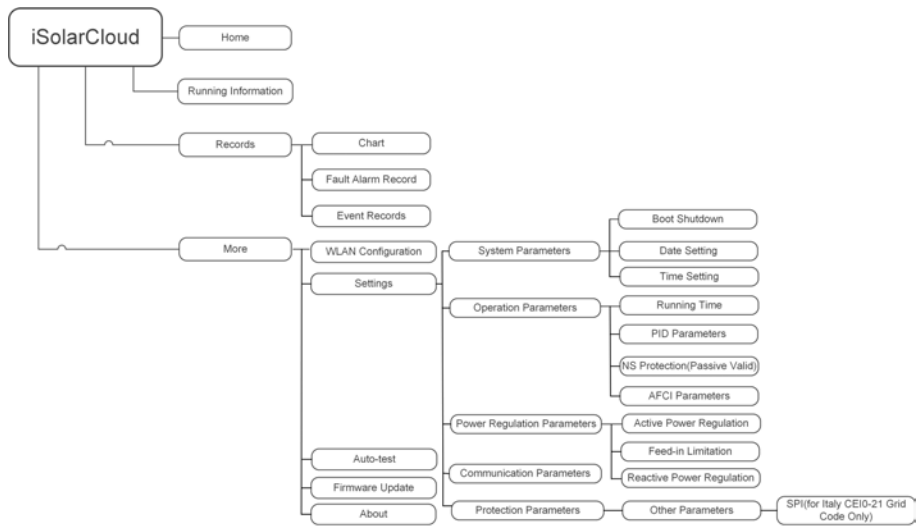 iSolarCloud
Home
Running Information
Records
Chart
Fault Alarm Record
Event Records
More
WLAN Configuration
Settings
System Parameters
Boot Shutdown
Date Setting
Time Setting
Operation Parameters
Running Time
PID Parameters
NS Protection(Passive Valid)
AFCI Parameters
Power Regulation Parameters
Active Power Regulation
Feed-in Limitation
Reactive Power Regulation
Communication Parameters
Protection Parameters
Other Parameters
SPI(for Italy CEI0-21 Grid
Code Only)
Auto-test
Firmware Update
About